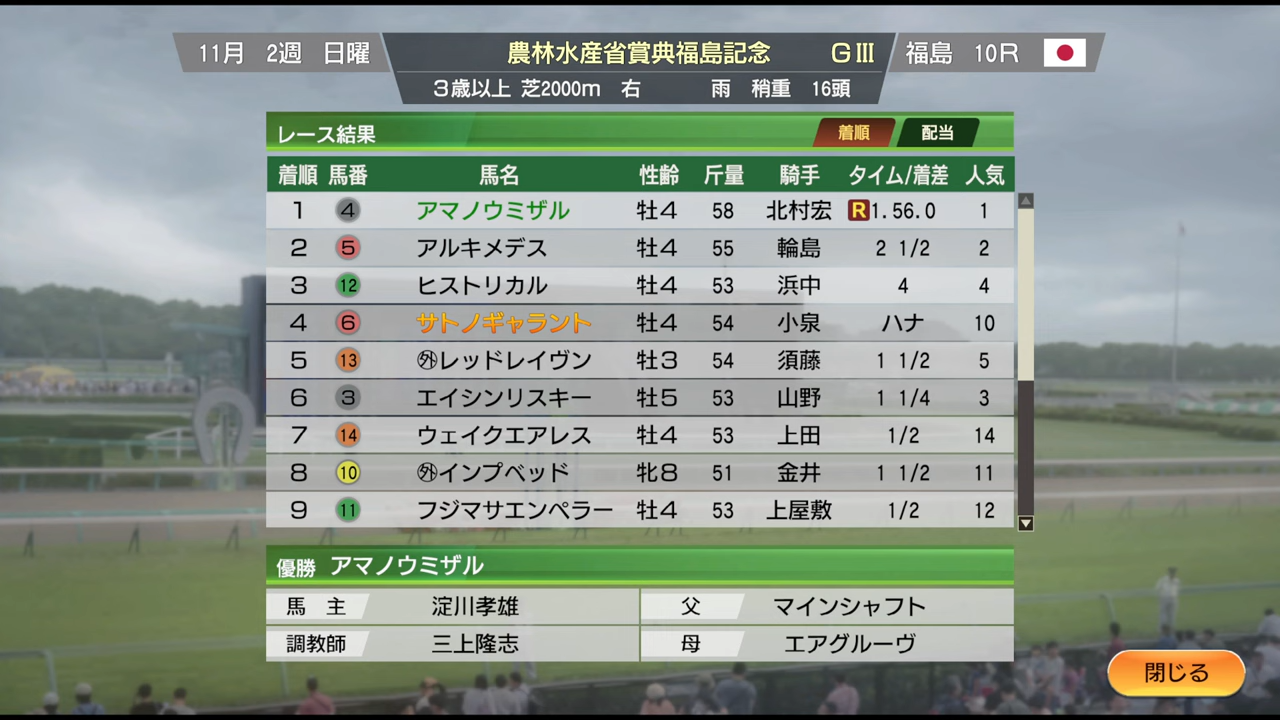 11月 2週 日曜 農林水産省賞典福島記念 GⅢ 福島 10R
3歳以上 芝2000m 右 雨 稍重 16頭
レース結果 着順 配当
着順 馬番 馬名 性齢 斤量 騎手 タイム/着差 人気
1 4 アマノウミザル 牡4 58 北村宏 R1.56.0 1
2 5 アルキメデス 牡4 55 輪島 2 1/2 2
3 12 ヒストリカル 牡4 53 浜中 4 4
4 6 サトノギャラント 牡4 54 小泉 ハナ 10
5 13 外レッドレイヴン 牡3 54 須藤 1 1/2 5
6 3 エイシンリスキー 牡5 53 山野 1 1/4 3
7 14 ウェイクエアレス 牡4 53 上田 1/2 14
8 10 外インプベッド 牝8 51 金井 1 1/2 11
9 11 フジマサエンペラー 牡4 53 上屋敷 1/2 12
優勝 アマノウミザル
馬 主 淀川孝雄 父 マインシャフト
調教師 三上隆志 母 エアグルーヴ
閉じる